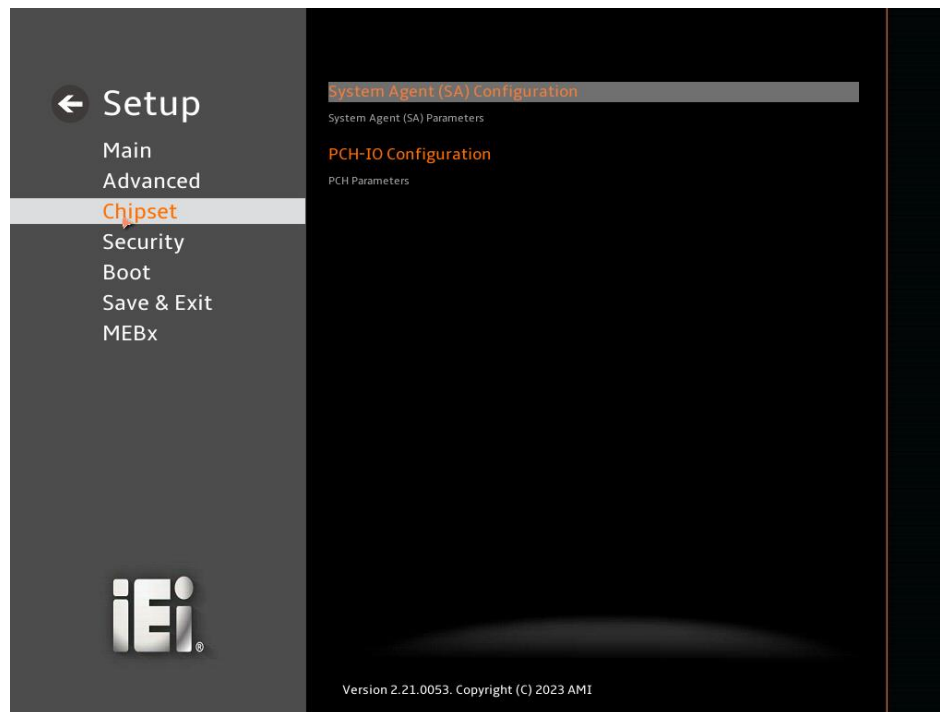 Setup
Main
Advanced
Chipset
Security
Boot
Save & Exit
MEBx
System Agent (SA) Configuration
System Agent (SA) Parameters
PCH-IO Configuration
PCH Parameters
iEi®
Version 2.21.0053. Copyright (C) 2023 AMI